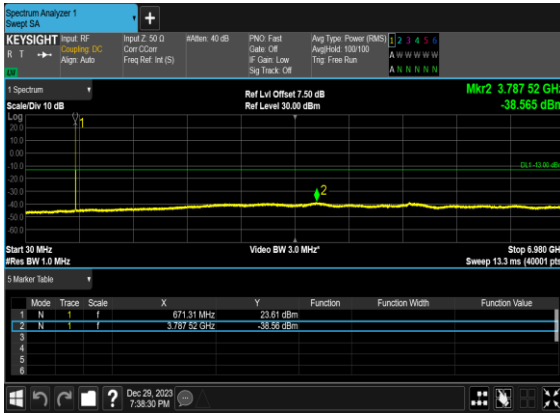 Spectrum Analyzer 1
Swept SA
KEYSIGHT Input: RF Input Z: 50 Ω #Atten: 40 dB PNO: Fast Avg Type: Power (RMS) 1 2 3 4 5 6
R T Coupling: DC Corr CCorr Gate: Off Avg|Hold: 100/100 A W W W W W
Align: Auto Freq Ref: Int (S) IF Gain: Low Trig: Free Run
LXI Sig Track: Off A N N N N N
1 Spectrum Ref Lvl Offset 7.50 dB Mkr2 3.787 52 GHz
Scale/Div 10 dB Ref Level 30.00 dBm -38.565 dBm
Log
1
20.0
10.0
0.00
-10.0
DL1 -13.00 dBm
-20.0
-30.0
2
-40.0
-50.0
-60.0
Start 30 MHz Video BW 3.0 MHz* Stop 6.980 GHz
#Res BW 1.0 MHz Sweep 13.3 ms (40001 pts)
5 Marker Table
Mode Trace Scale X Y Function Function Width Function Value
1 N 1 f 671.31 MHz 23.61 dBm
2 N 1 f 3.787 52 GHz -38.56 dBm
3
4
5
6
? Dec 29, 2023
7:38:30 PM